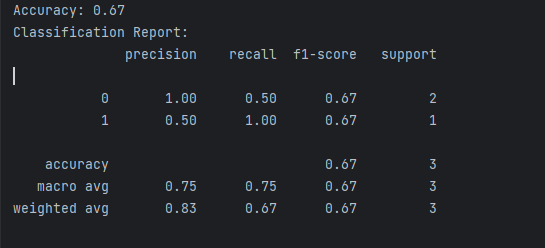 Accuracy: 0.67
Classification Report:
precision recall f1-score support
0 1.00 0.50 0.67 2
1 0.50 1.00 0.67 1
accuracy 0.67 3
macro avg 0.75 0.75 0.67 3
weighted avg 0.83 0.67 0.67 3